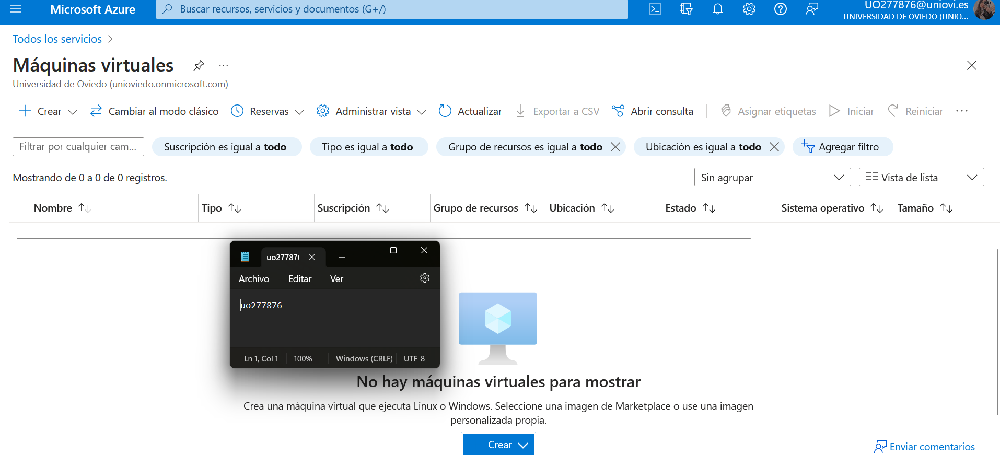 Microsoft Azure
Buscar recursos, servicios y documentos (G+/)
UO277876@uniovi.es
UNIVERSIDAD DE OVIEDO (UNIO...
Todos los servicios
Máquinas virtuales
Universidad de Oviedo (unioviedo.onmicrosoft.com)
Crear
Cambiar al modo clásico
Reservas
Administrar vista
Actualizar
Exportar a CSV
Abrir consulta
Asignar etiquetas
Iniciar
Reiniciar
Filtrar por cualquier cam...
Suscripción es igual a todo
Tipo es igual a todo
Grupo de recursos es igual a todo
Ubicación es igual a todo
Agregar filtro
Mostrando de 0 a 0 de 0 registros.
Sin agrupar
Vista de lista
Nombre
Tipo
Suscripción
Grupo de recursos
Ubicación
Estado
Sistema operativo
Tamaño
uo277876
Archivo
Editar
Ver
uo277876
Ln 1, Col 1
100%
Windows (CRLF)
UTF-8
No hay máquinas virtuales para mostrar
Crea una máquina virtual que ejecuta Linux o Windows. Seleccione una imagen de Marketplace o use una imagen
personalizada propia.
Crear
Enviar comentarios